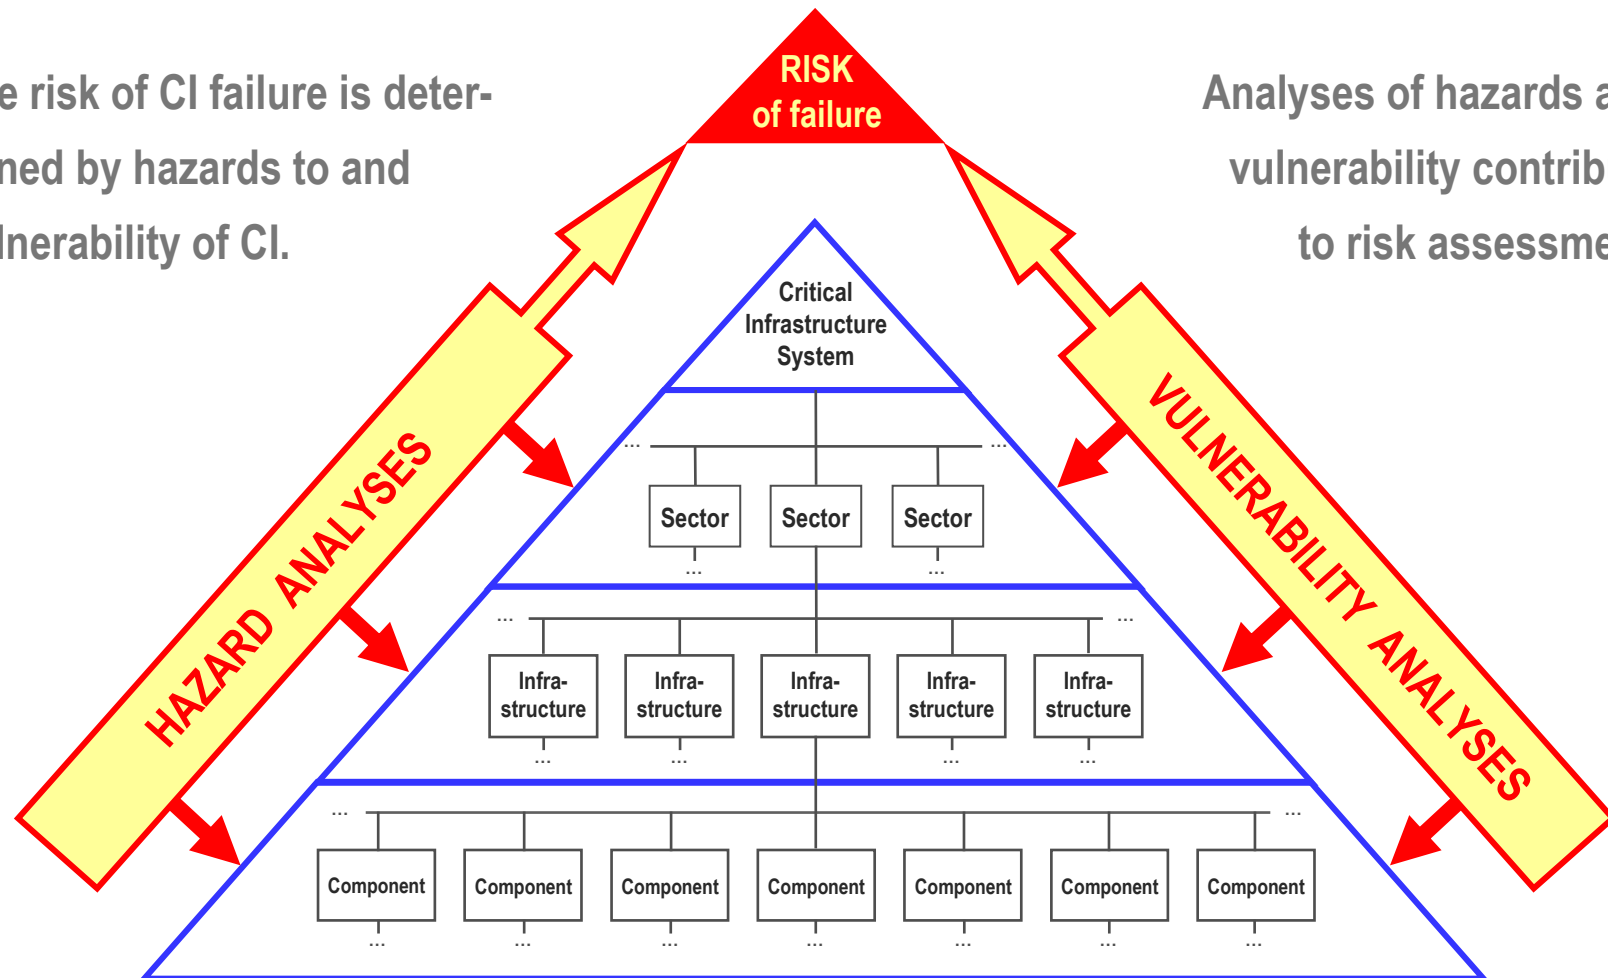 RISK
of failure
e risk of CI failure is deter-
ned by hazards to and
lnerability of CI.
Analyses of hazards a
vulnerability contrib
to risk assessme
Critical
Infrastructure
System
HAZARD ANALYSES
VULNERABILITY ANALYSES
... ...
Sector Sector Sector
... ...
... ...
Infra- Infra- Infra- Infra- Infra-
structure structure structure structure structure
... ... ... ...
... ...
Component Component Component Component Component Component Component
... ... ... ... ... ... ...